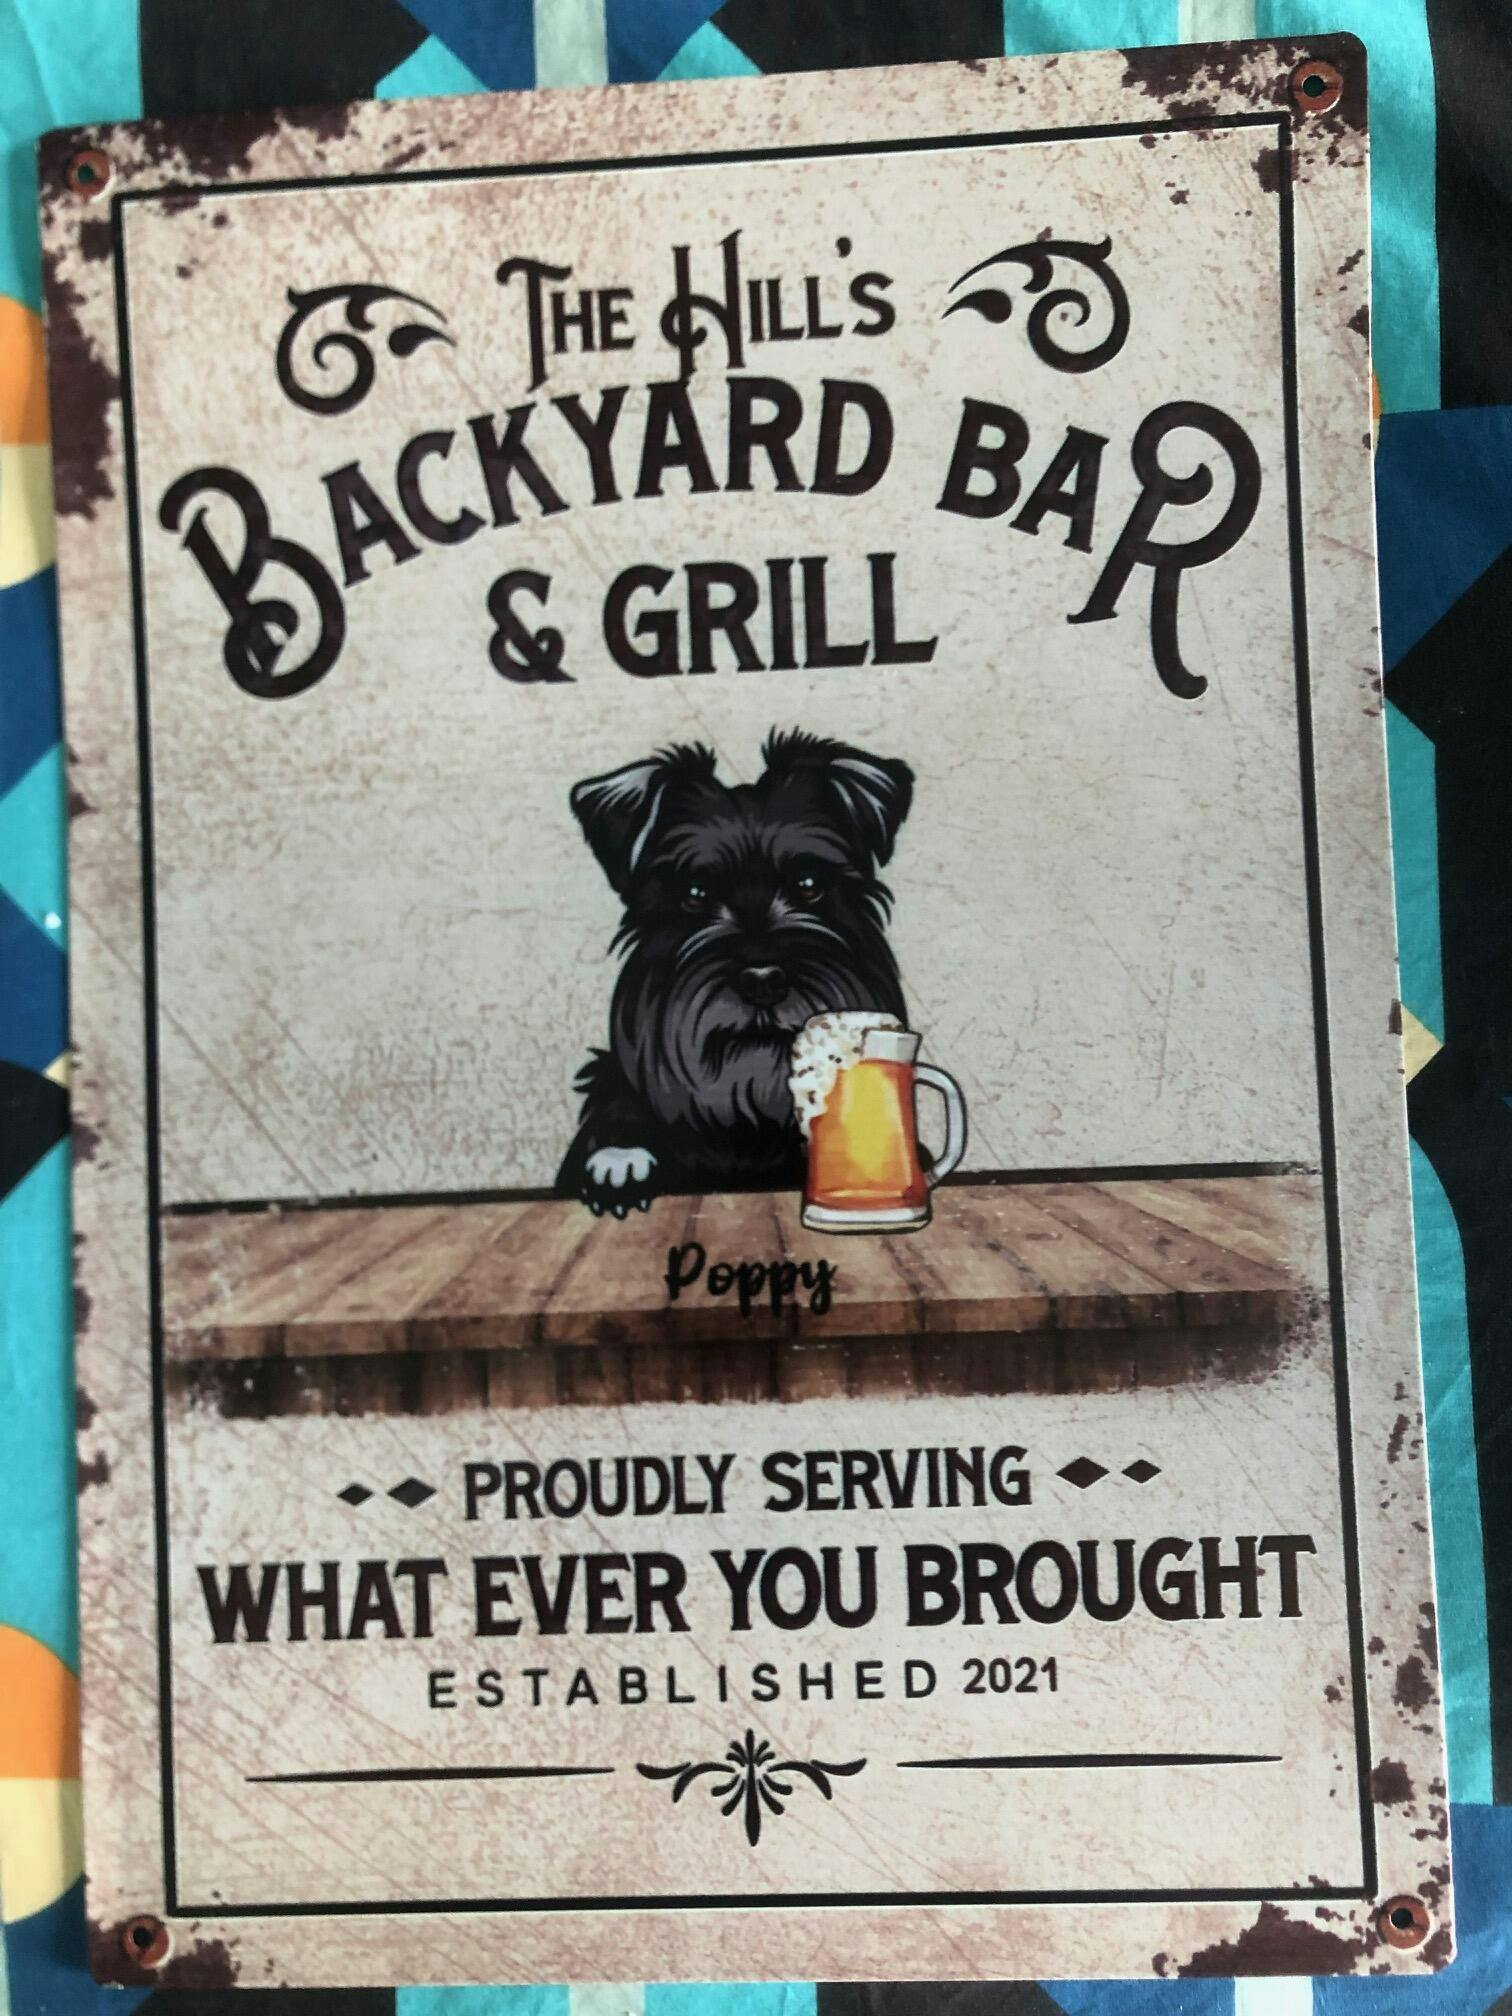 The Hill's
Backyard Bar
& Grill
Poppy
PROUDLY SERVING
WHAT EVER YOU BROUGHT
ESTABLISHED 2021